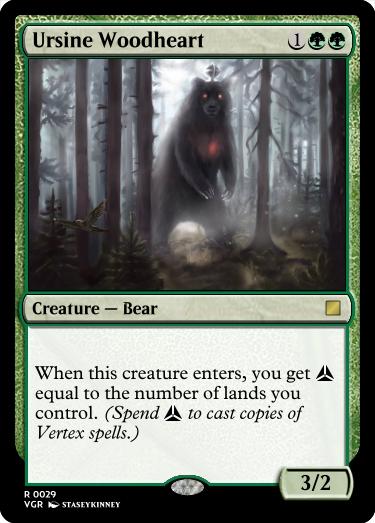 Ursine Woodheart 1
Creature — Bear
When this creature enters, you get
equal to the number of lands you
control. (Spend to cast copies of
Vertex spells.)
3/2
R 0029
VGR STASEYKINNEY